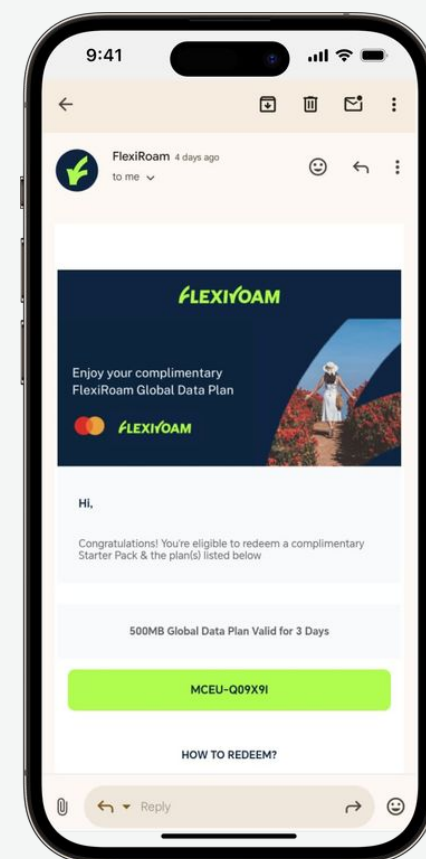 9:41
FlexiRoam 4 days ago
to me
FLEXIROAM
Enjoy your complimentary
FlexiRoam Global Data Plan
FLEXIROAM
Hi,
Congratulations! You're eligible to redeem a complimentary
Starter Pack & the plan(s) listed below
500MB Global Data Plan Valid for 3 Days
MCEU-Q09X9I
HOW TO REDEEM?
Reply